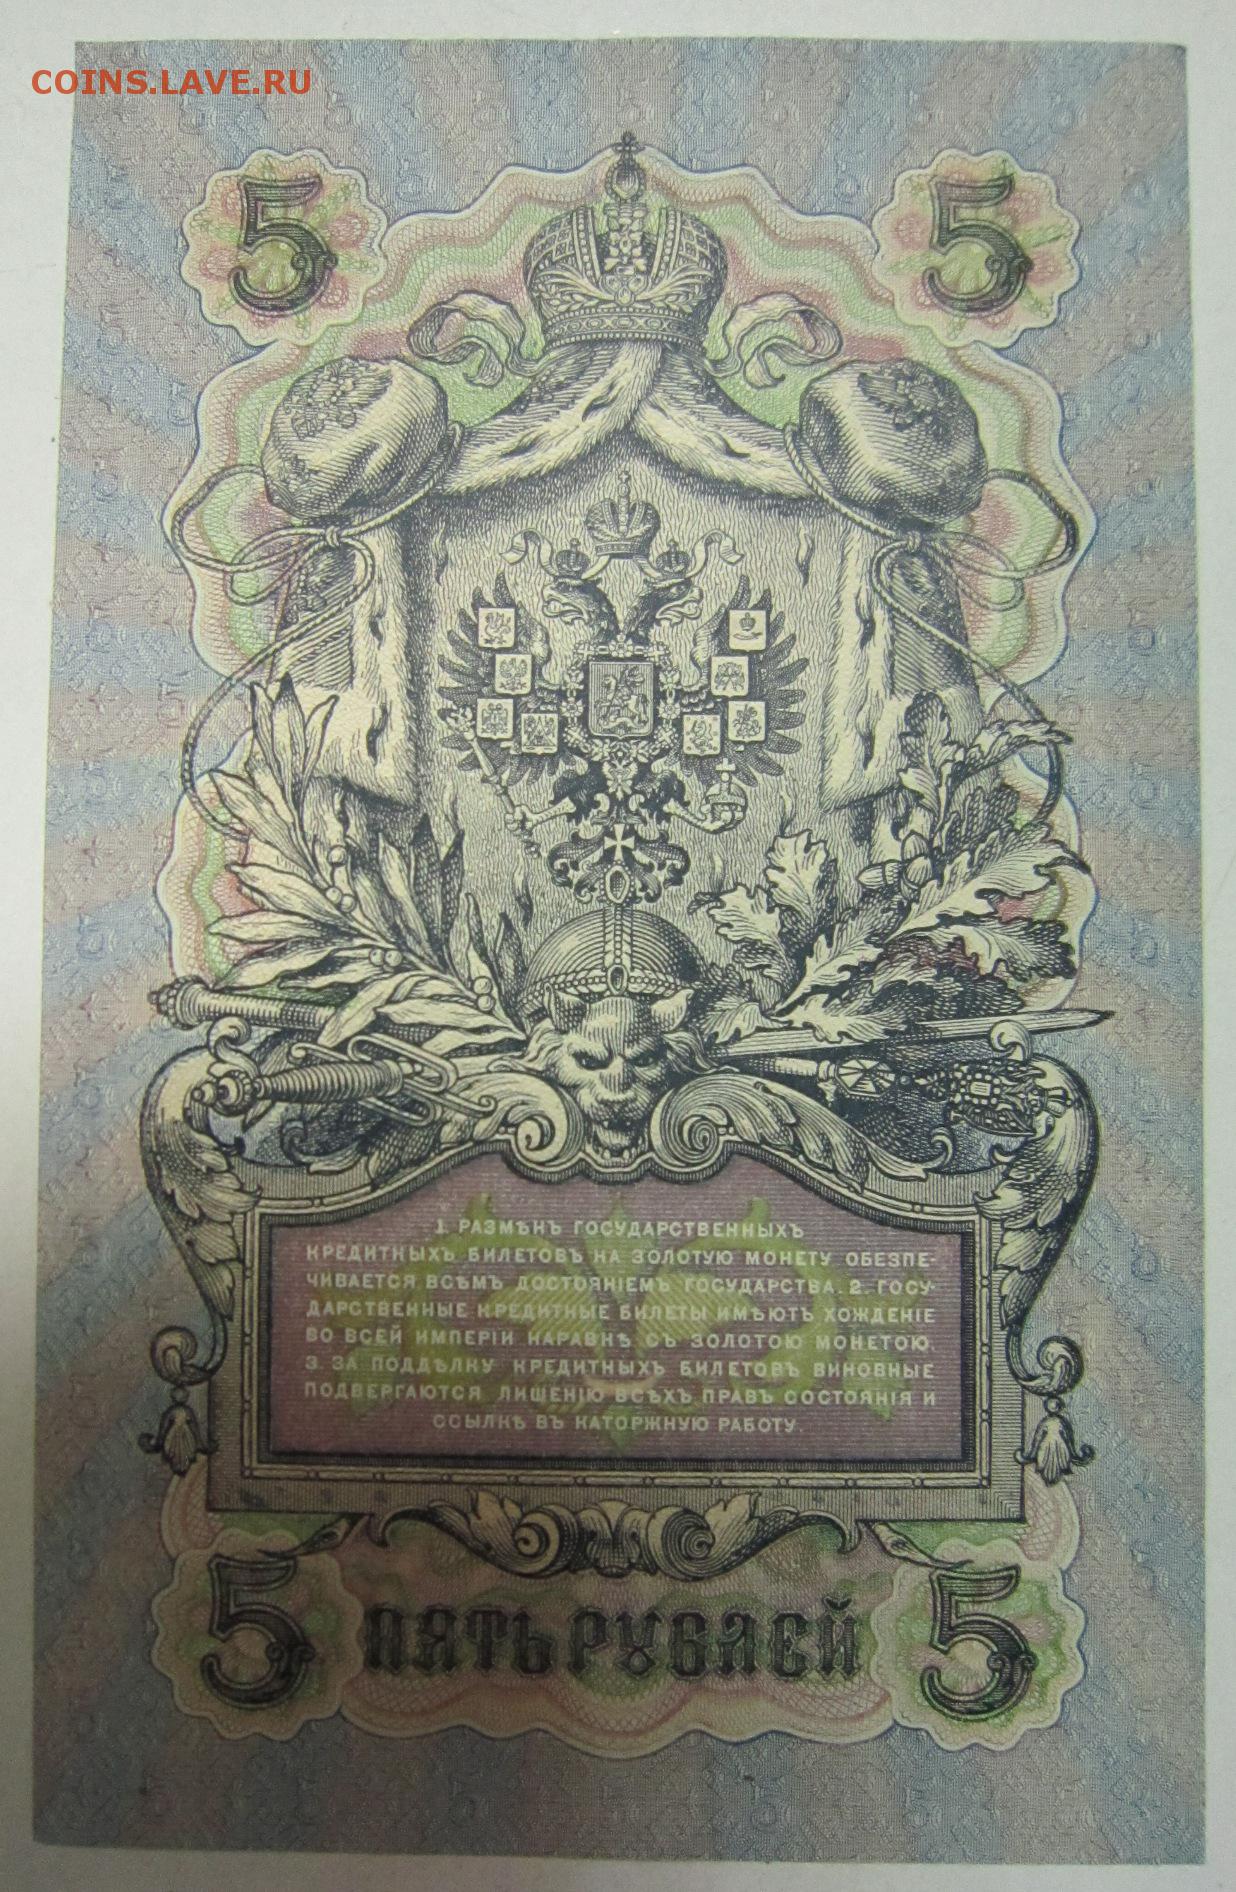 COINS.LAVE.RU
5 5
1. РАЗМѢНЪ ГОСУДАРСТВЕННЫХЪ
КРЕДИТНЫХЪ БИЛЕТОВЪ НА ЗОЛОТУЮ МОНЕТУ ОБЕЗПЕ-
ЧИВАЕТСЯ ВСѢМЪ ДОСТОЯНІЕМЪ ГОСУДАРСТВА. 2. ГОСУ-
ДАРСТВЕННЫЕ КРЕДИТНЫЕ БИЛЕТЫ ИМѢЮТЪ ХОЖДЕНІЕ
ВО ВСЕЙ ИМПЕРІИ НАРАВНѢ СЪ ЗОЛОТОЮ МОНЕТОЮ.
3. ЗА ПОДДѢЛКУ КРЕДИТНЫХЪ БИЛЕТОВЪ ВИНОВНЫЕ
ПОДВЕРГАЮТСЯ ЛИШЕНІЮ ВСѢХЪ ПРАВЪ СОСТОЯНІЯ И
ССЫЛКѢ ВЪ КАТОРЖНУЮ РАБОТУ.
5 ПЯТЬ РУБЛЕЙ 5